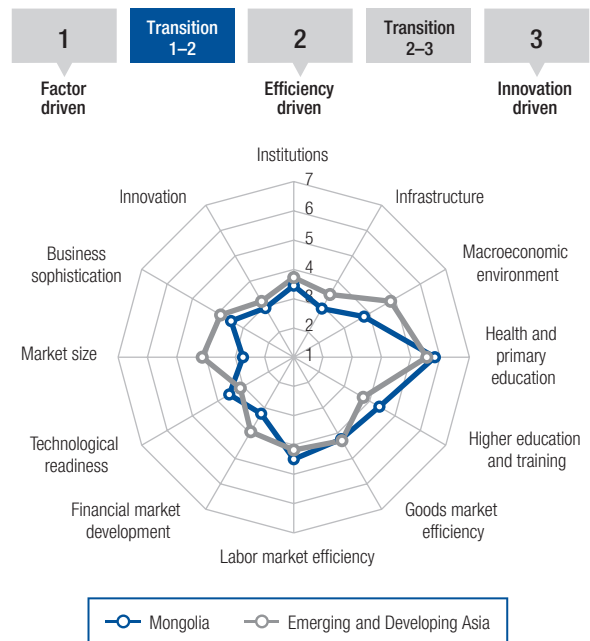 1
Transition
1–2
2
Transition
2–3
3
Factor
driven
Efficiency
driven
Innovation
driven
Institutions
Infrastructure
Macroeconomic
environment
Health and
primary
education
Higher education
and training
Goods market
efficiency
Labor market efficiency
Financial market
development
Technological
readiness
Market size
Business
sophistication
Innovation
7
6
5
4
3
2
1
Mongolia
Emerging and Developing Asia